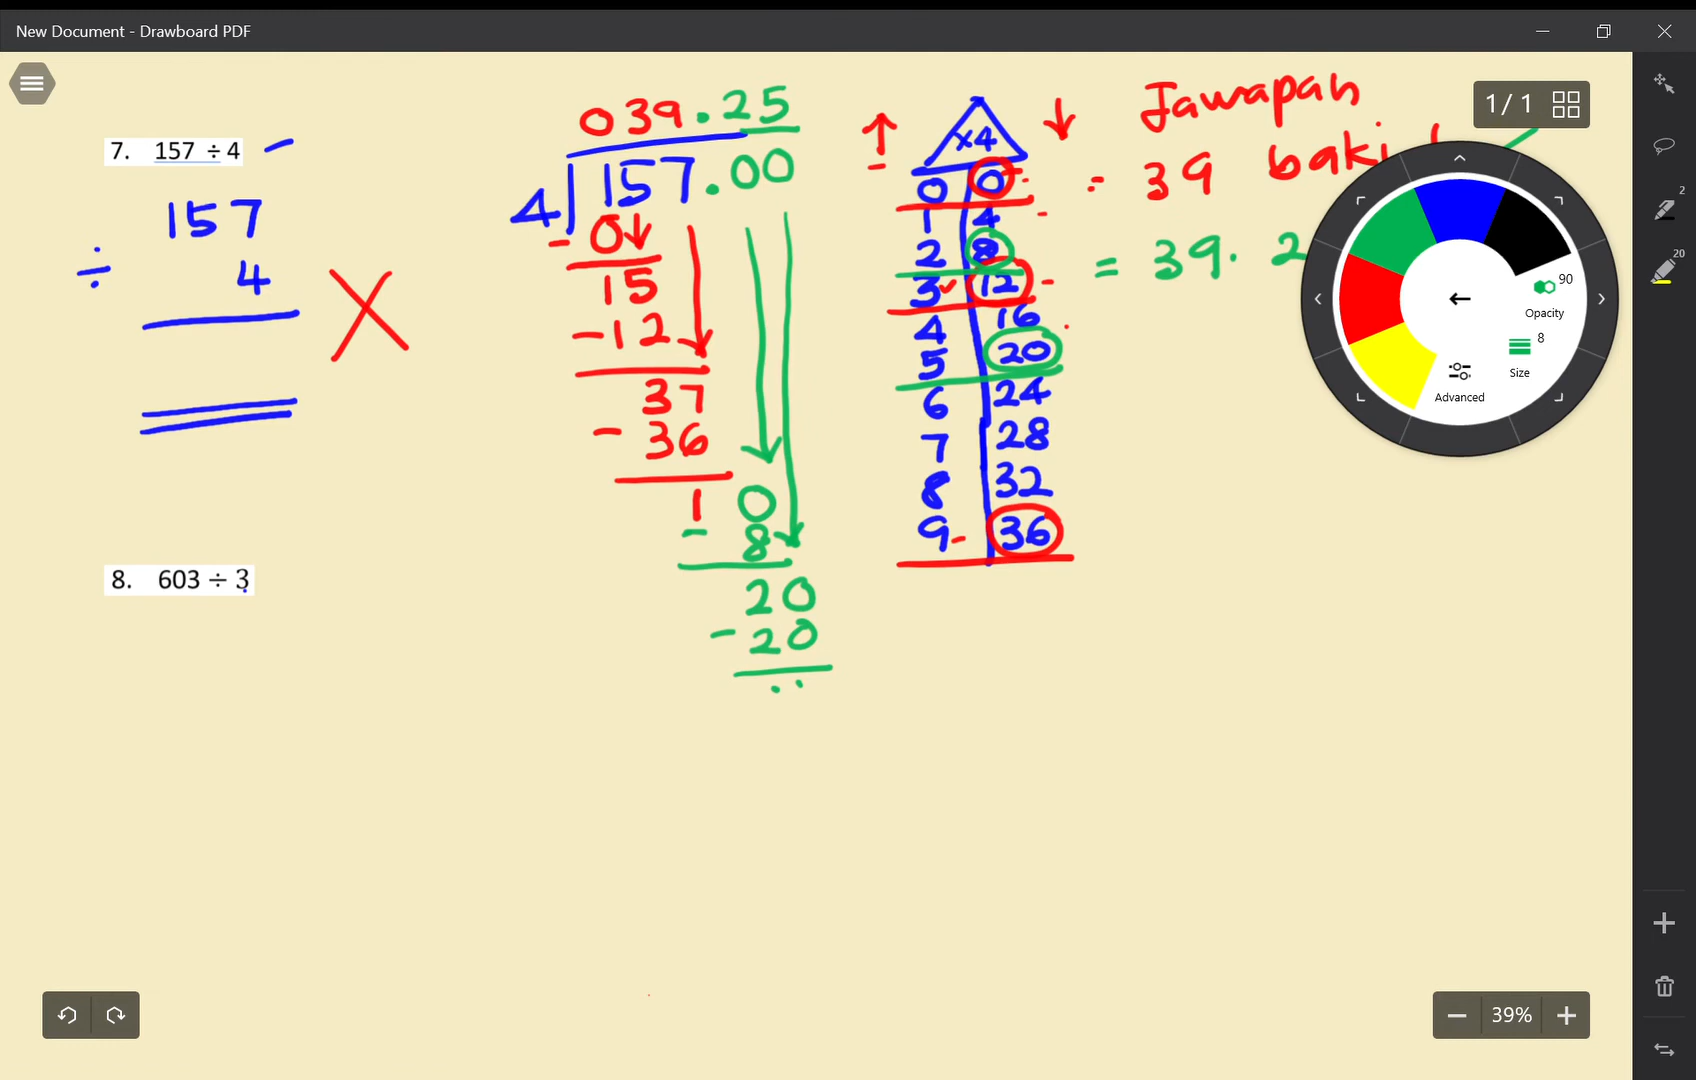 New Document - Drawboard PDF
1 / 1
7. 157 ÷ 4
157
÷ 4
039.25
4 157.00
- 0
15
- 12
37
- 36
1 0
- 8
20
- 20
×4
0 0
1 4
2 8
3 12
4 16
5 20
6 24
7 28
8 32
9 36
Jawapan
= 39 baki
= 39. 2
8. 603 ÷ 3
90
Opacity
8
Size
Advanced
2
20
39%